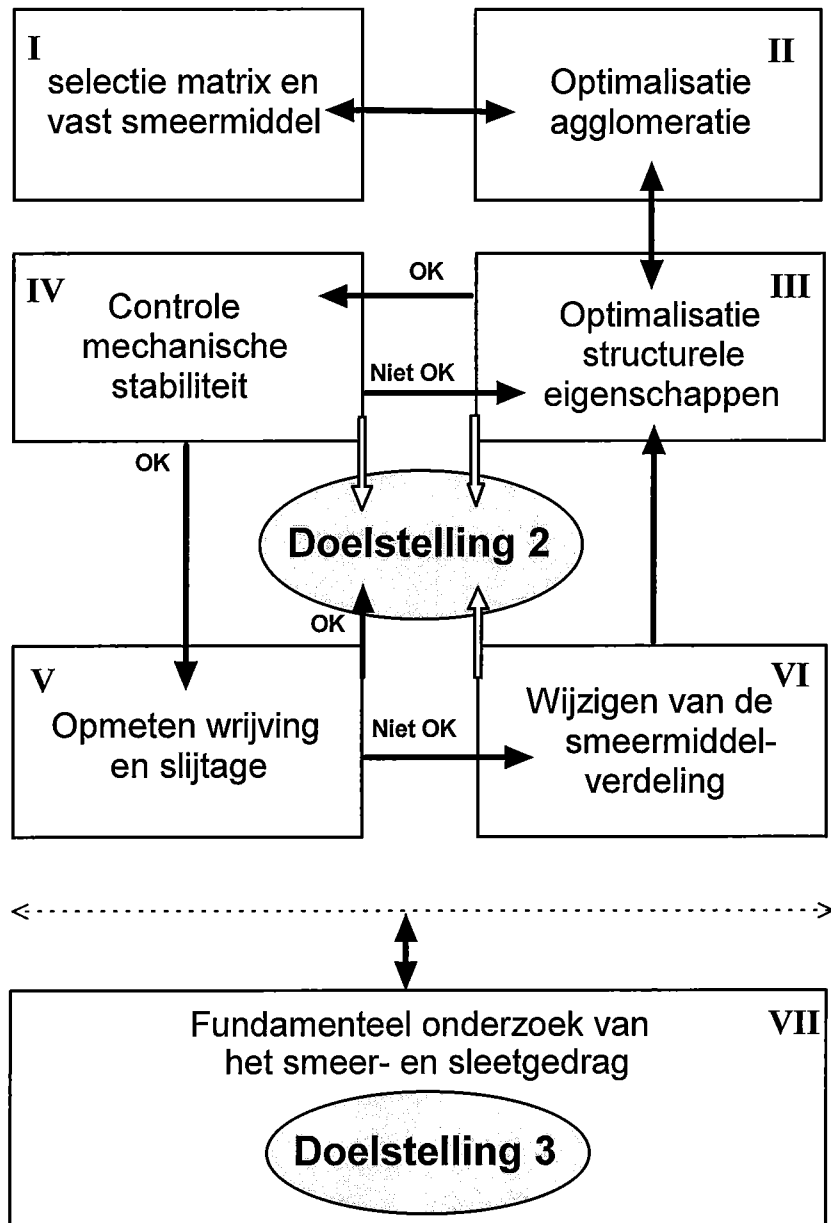 I
selectie matrix en
vast smeermiddel
II
Optimalisatie
agglomeratie
IV
Controle
mechanische
stabiliteit
OK
Niet OK
III
Optimalisatie
structurele
eigenschappen
OK
Doelstelling 2
OK
V
Opmeten wrijving
en slijtage
Niet OK
VI
Wijzigen van de
smeermiddel-
verdeling
VII
Fundamenteel onderzoek van
het smeer- en sleetgedrag
Doelstelling 3